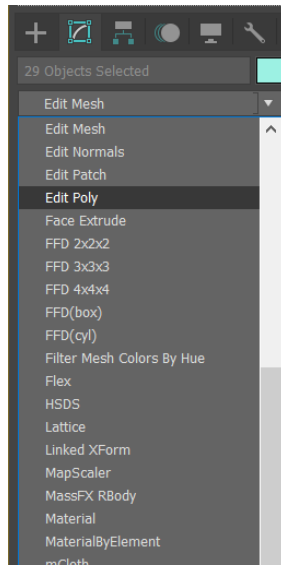 29 Objects Selected
Edit Mesh
Edit Mesh
Edit Normals
Edit Patch
Edit Poly
Face Extrude
FFD 2x2x2
FFD 3x3x3
FFD 4x4x4
FFD(box)
FFD(cyl)
Filter Mesh Colors By Hue
Flex
HSDS
Lattice
Linked XForm
MapScaler
MassFX RBody
Material
MaterialByElement
mCloth